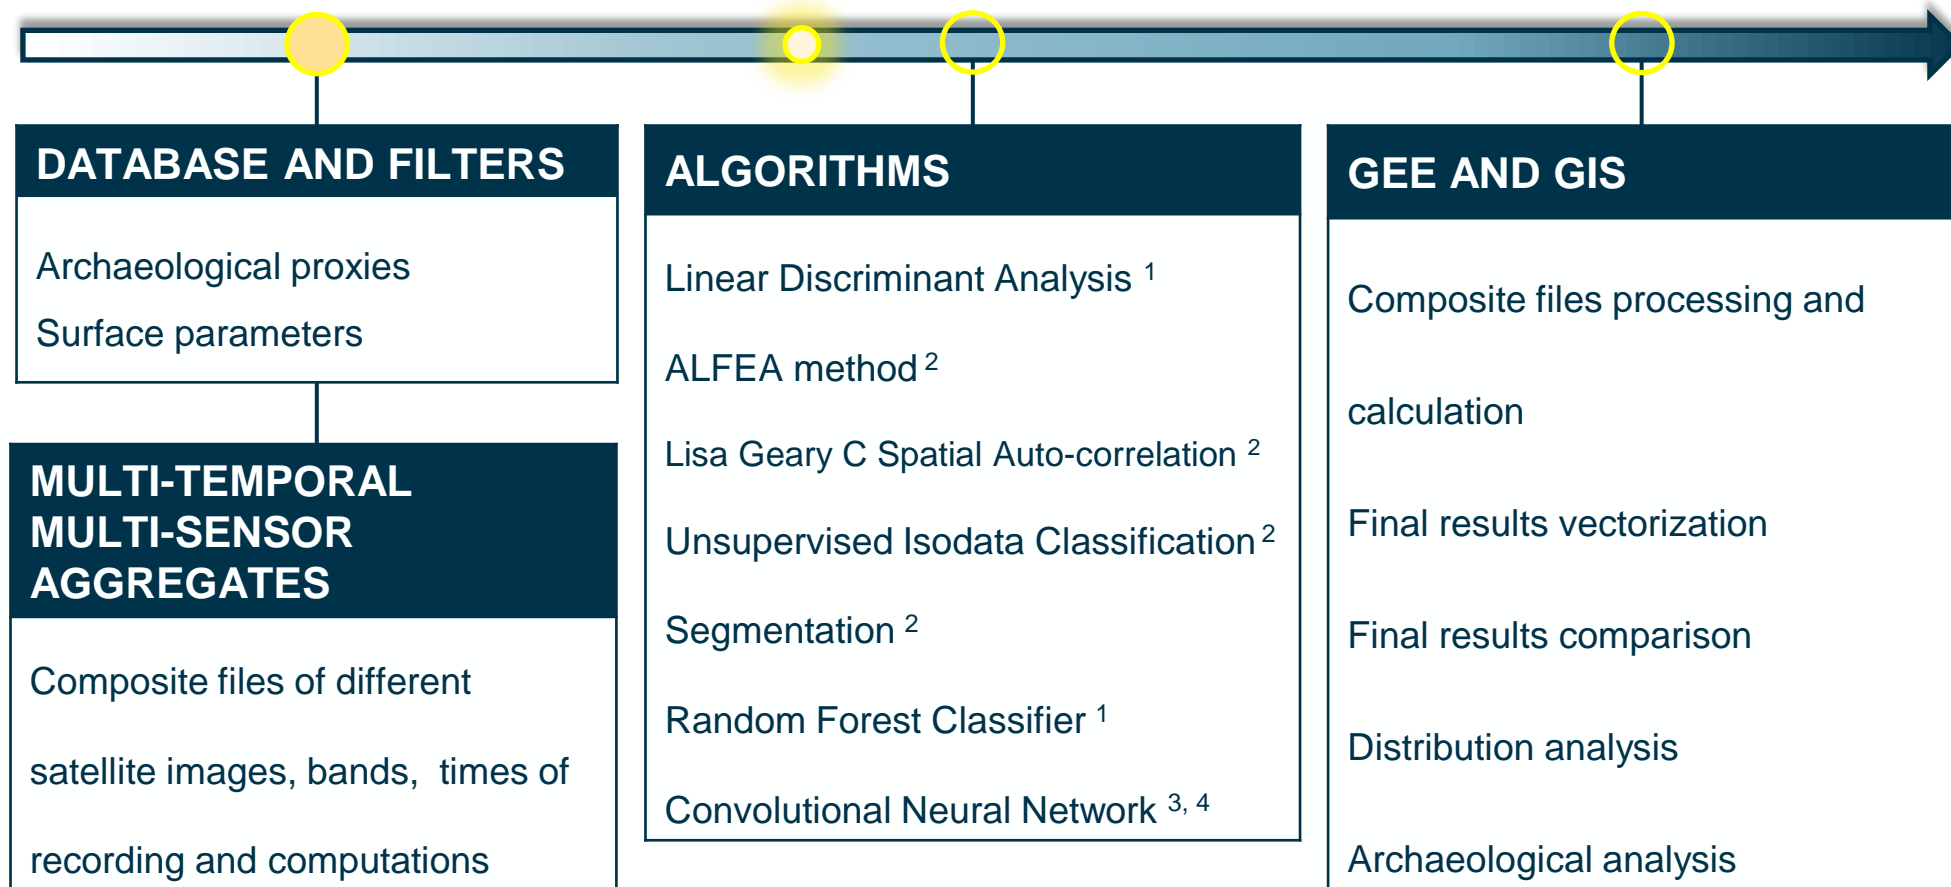 DATABASE AND FILTERS
Archaeological proxies
Surface parameters
MULTI-TEMPORAL
MULTI-SENSOR
AGGREGATES
Composite files of different
satellite images, bands, times of
recording and computations
ALGORITHMS
Linear Discriminant Analysis ¹
ALFEA method ²
Lisa Geary C Spatial Auto-correlation ²
Unsupervised Isodata Classification ²
Segmentation ²
Random Forest Classifier ¹
Convolutional Neural Network ³, ⁴
GEE AND GIS
Composite files processing and
calculation
Final results vectorization
Final results comparison
Distribution analysis
Archaeological analysis